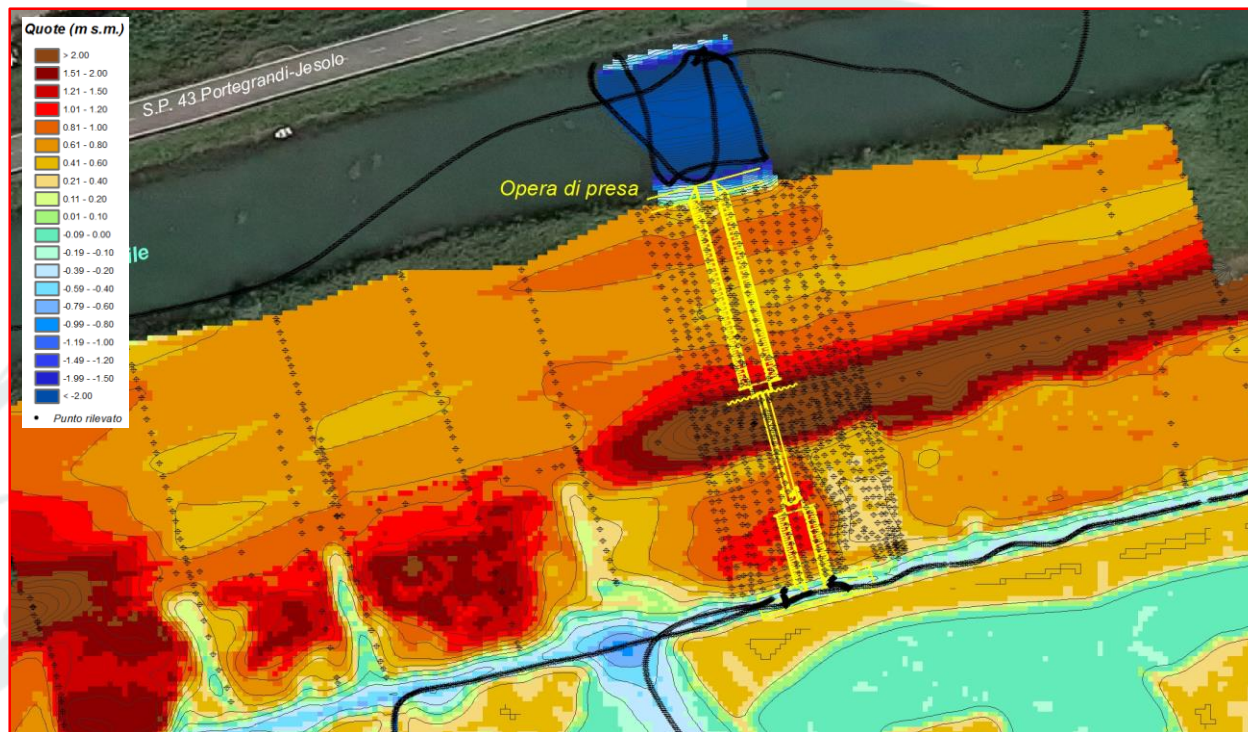 Quote (m s.m.)
> 2.00
1.51 - 2.00
1.21 - 1.50
1.01 - 1.20
0.81 - 1.00
0.61 - 0.80
0.41 - 0.60
0.21 - 0.40
0.11 - 0.20
0.01 - 0.10
-0.09 - 0.00
-0.19 - -0.10
-0.39 - -0.20
-0.59 - -0.40
-0.79 - -0.60
-0.99 - -0.80
-1.19 - -1.00
-1.49 - -1.20
-1.99 - -1.50
< -2.00
Punto rilevato
S.P. 43 Portegrandi-Jesolo
Opera di presa
ile